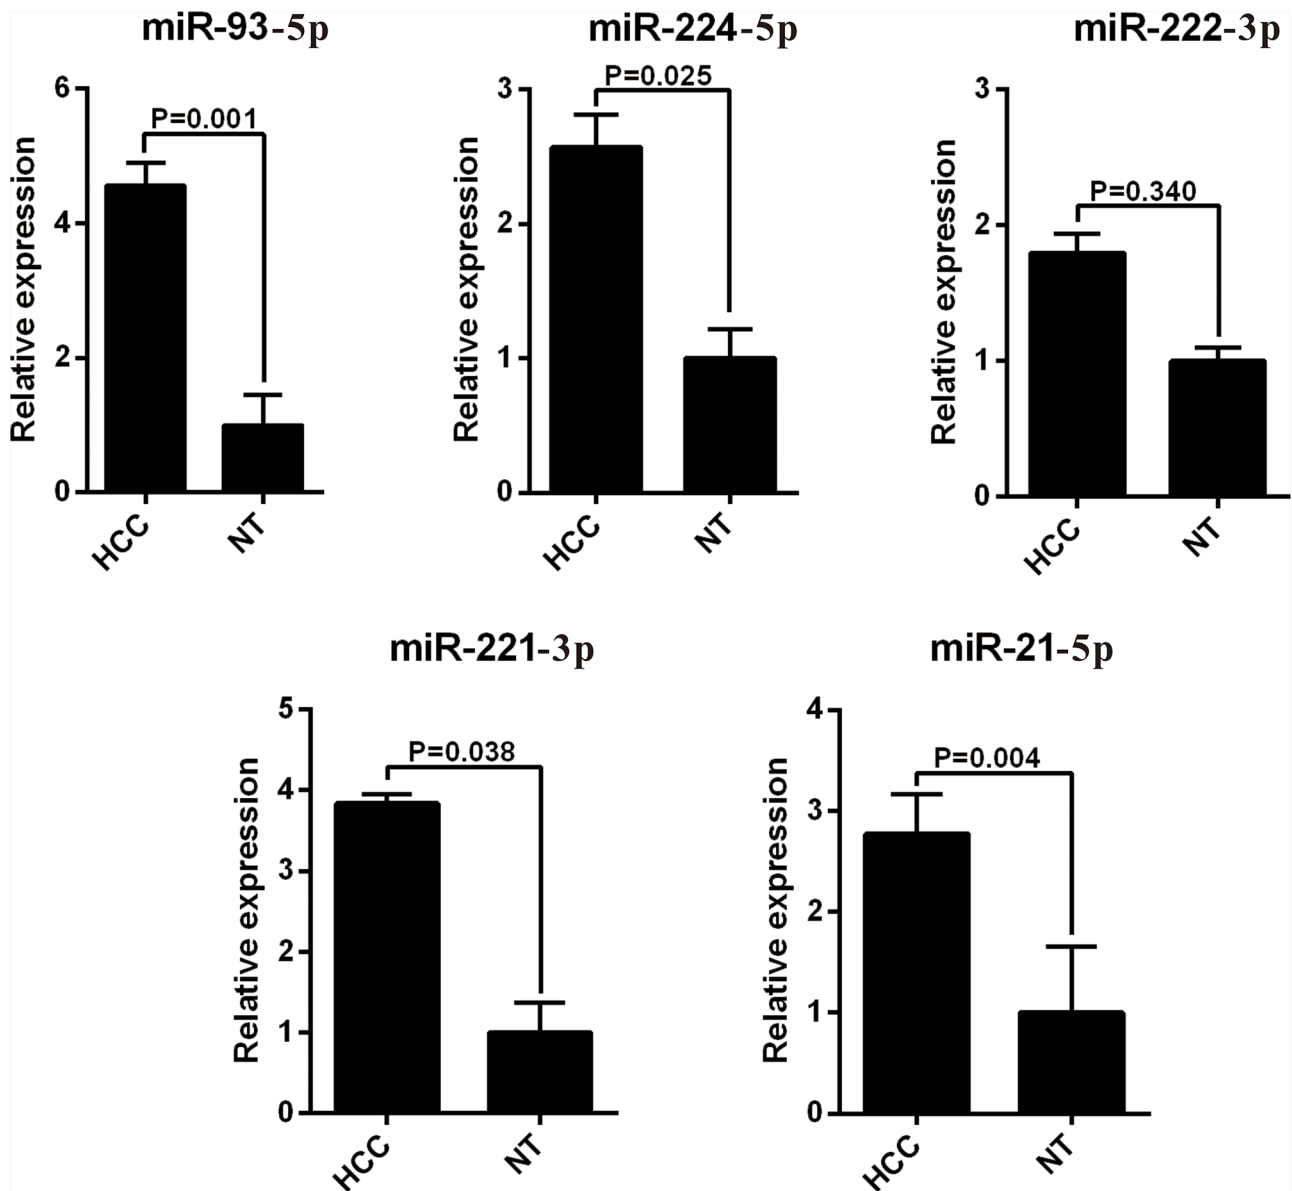 miR-93-5p
miR-224-5p
miR-222-3p
P=0.001
P=0.025
P=0.340
Relative expression
6
4
2
0
HCC
NT
Relative expression
3
2
1
0
HCC
NT
Relative expression
3
2
1
0
HCC
NT
miR-221-3p
miR-21-5p
P=0.038
P=0.004
Relative expression
5
4
3
2
1
0
HCC
NT
Relative expression
4
3
2
1
0
HCC
NT